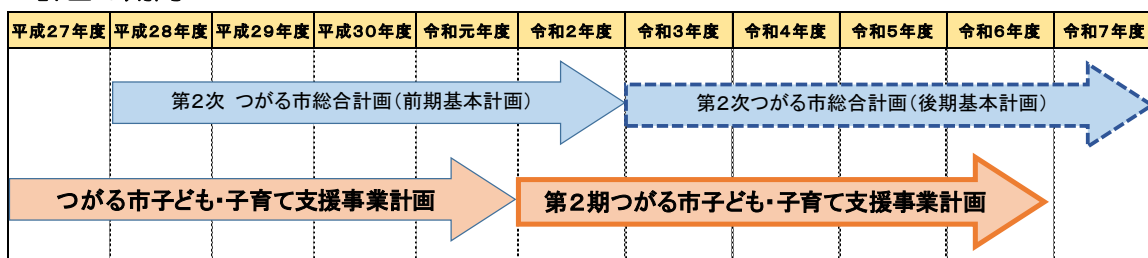 平成27年度 平成28年度 平成29年度 平成30年度 令和元年度 令和2年度 令和3年度 令和4年度 令和5年度 令和6年度 令和7年度
第2次 つがる市総合計画(前期基本計画) 第2次つがる市総合計画(後期基本計画)
つがる市子ども・子育て支援事業計画 第2期つがる市子ども・子育て支援事業計画